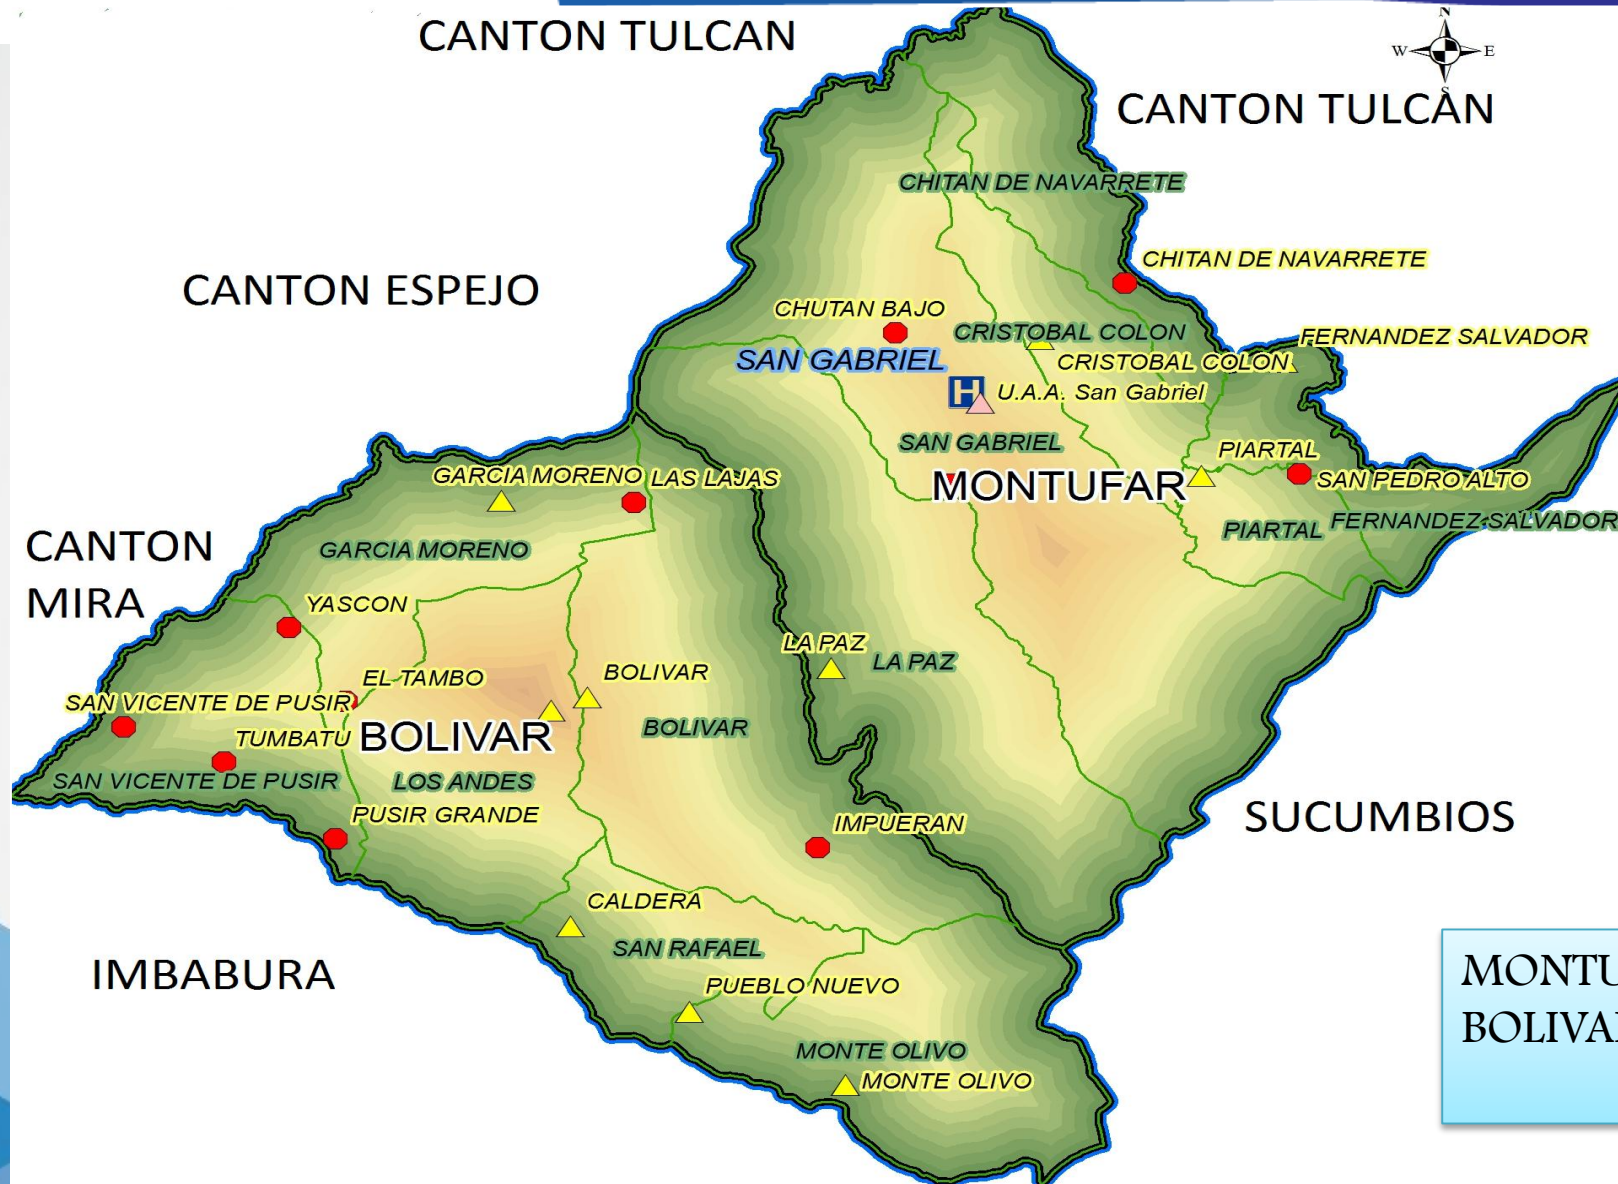 CANTON TULCAN
N
W
E
S
CANTON TULCAN
CHITAN DE NAVARRETE
CHITAN DE NAVARRETE
CANTON ESPEJO
CHUTAN BAJO
CRISTOBAL COLON
FERNANDEZ SALVADOR
SAN GABRIEL
CRISTOBAL COLON
H
U.A.A. San Gabriel
SAN GABRIEL
PIARTAL
GARCIA MORENO
LAS LAJAS
MONTUFAR
SAN PEDRO ALTO
PIARTAL
FERNANDEZ SALVADOR
CANTON
MIRA
GARCIA MORENO
YASCON
LA PAZ
LA PAZ
EL TAMBO
BOLIVAR
SAN VICENTE DE PUSIR
BOLIVAR
TUMBATU
BOLIVAR
SAN VICENTE DE PUSIR
LOS ANDES
PUSIR GRANDE
IMPUERAN
SUCUMBIOS
CALDERA
SAN RAFAEL
IMBABURA
PUEBLO NUEVO
MONTU
BOLIVA
MONTE OLIVO
MONTE OLIVO